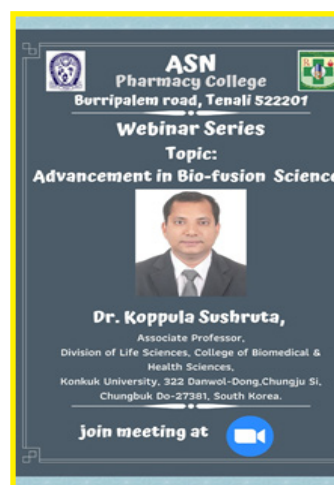 ASN
Pharmacy College
Burripalem road, Tenali 522201
Webinar Series
Topic:
Advancement in Bio-fusion Science
Dr. Koppula Sushruta,
Associate Professor,
Division of Life Sciences, College of Biomedical &
Health Sciences,
Konkuk University, 322 Danwol-Dong,Chungju Si,
Chungbuk Do-27381, South Korea.
join meeting at